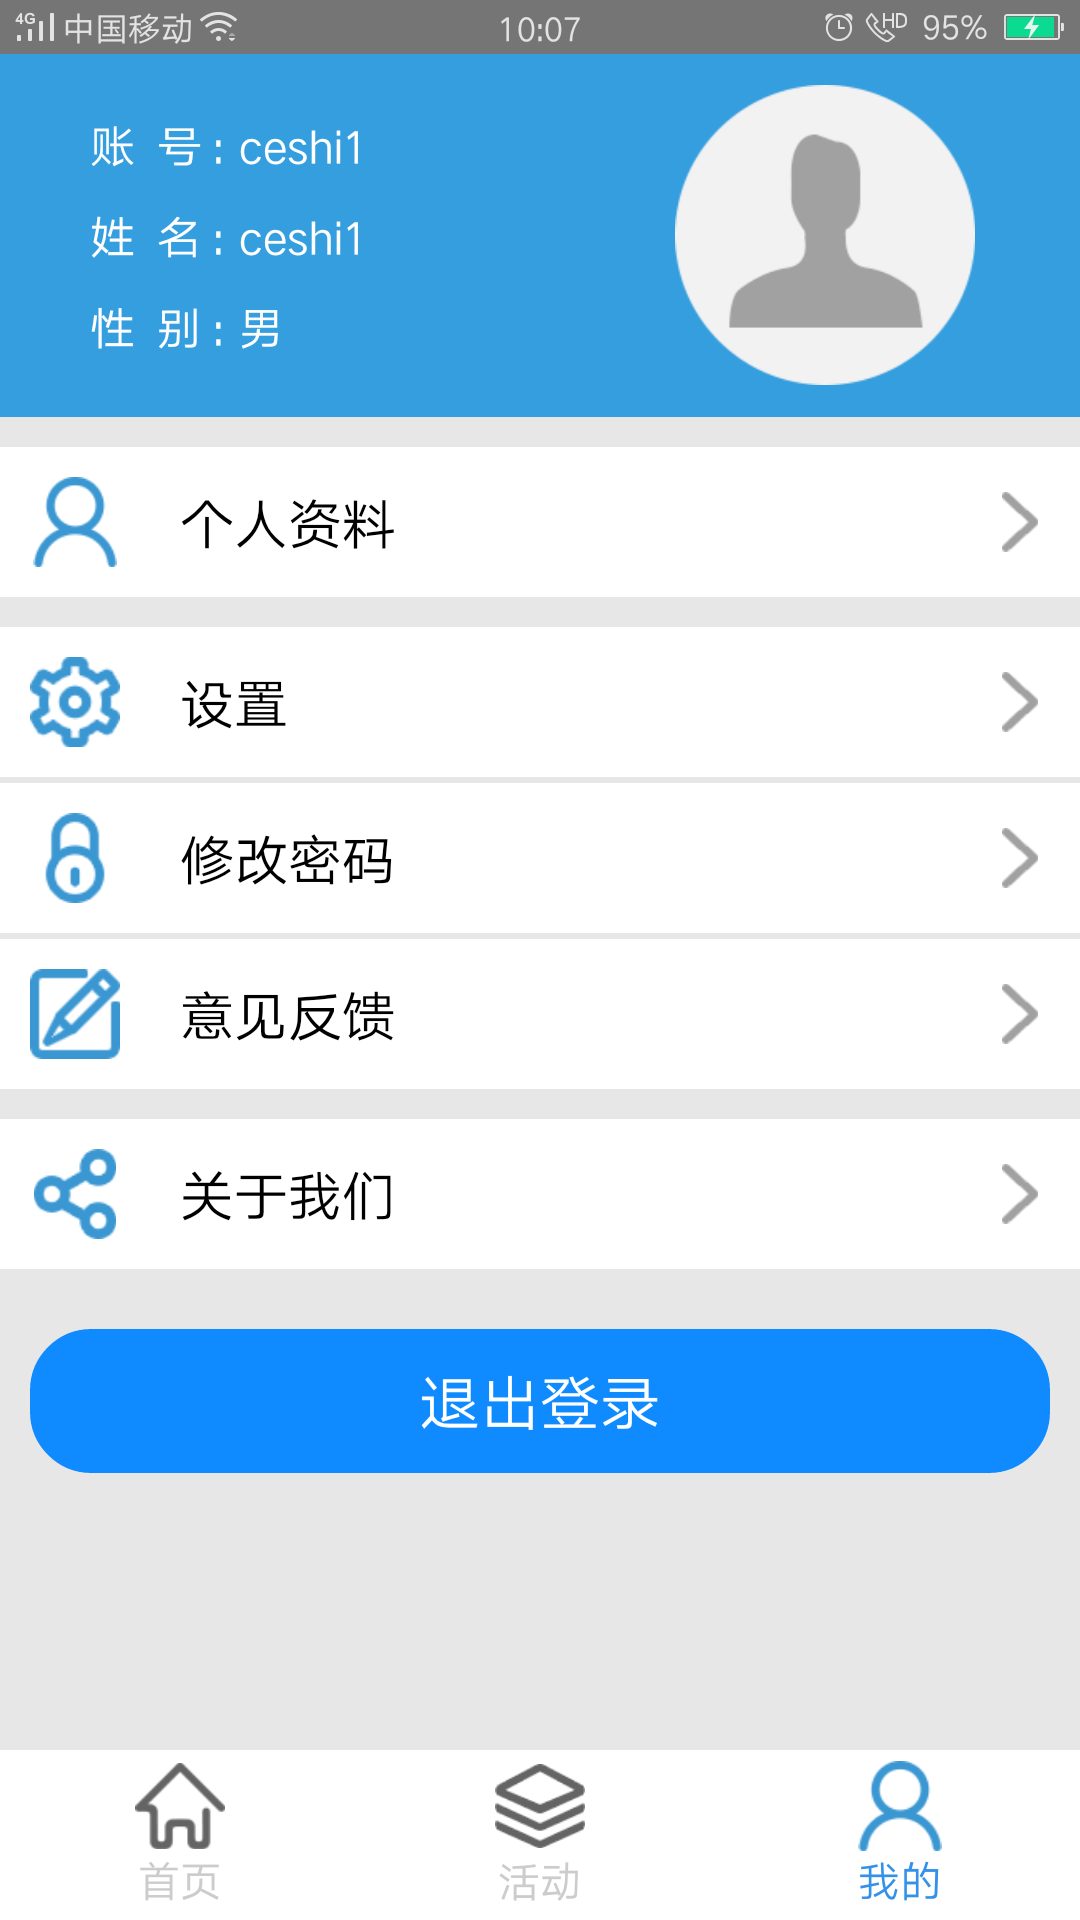 4G 中国移动 10:07 HD 95%
账 号: ceshi1
姓 名: ceshi1
性 别: 男
个人资料
设置
修改密码
意见反馈
关于我们
退出登录
首页 活动 我的